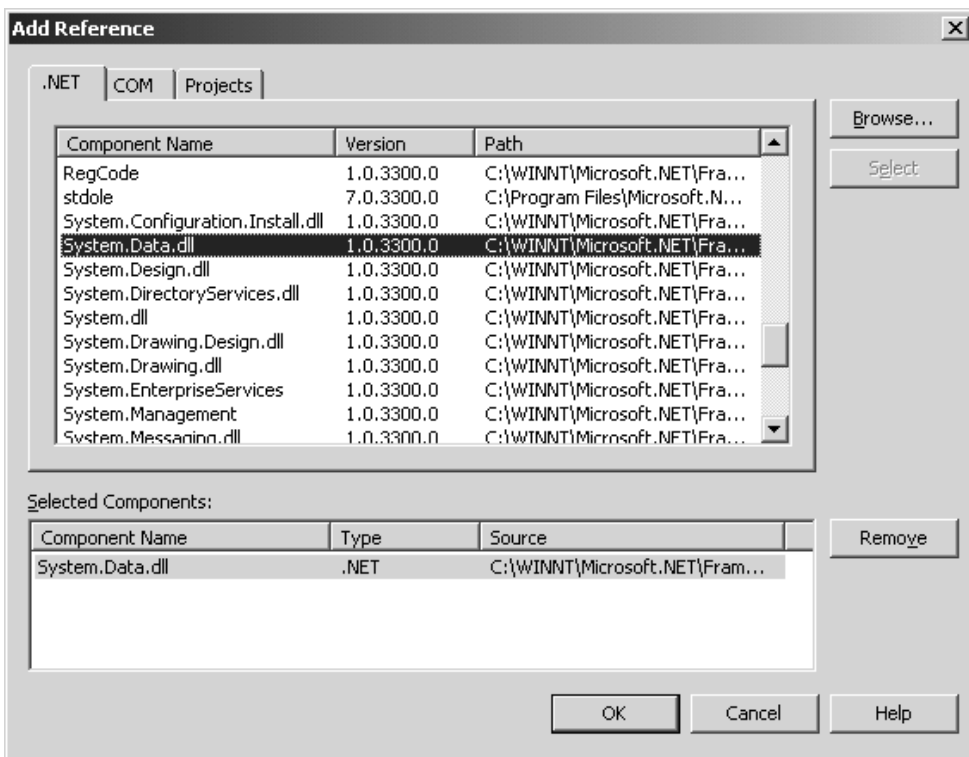 Add Reference
.NET COM Projects
Browse...
Select
Component Name Version Path
RegCode 1.0.3300.0 C:\WINNT\Microsoft.NET\Fra...
stdole 7.0.3300.0 C:\Program Files\Microsoft.N...
System.Configuration.Install.dll 1.0.3300.0 C:\WINNT\Microsoft.NET\Fra...
System.Data.dll 1.0.3300.0 C:\WINNT\Microsoft.NET\Fra...
System.Design.dll 1.0.3300.0 C:\WINNT\Microsoft.NET\Fra...
System.DirectoryServices.dll 1.0.3300.0 C:\WINNT\Microsoft.NET\Fra...
System.dll 1.0.3300.0 C:\WINNT\Microsoft.NET\Fra...
System.Drawing.Design.dll 1.0.3300.0 C:\WINNT\Microsoft.NET\Fra...
System.Drawing.dll 1.0.3300.0 C:\WINNT\Microsoft.NET\Fra...
System.EnterpriseServices 1.0.3300.0 C:\WINNT\Microsoft.NET\Fra...
System.Management 1.0.3300.0 C:\WINNT\Microsoft.NET\Fra...
System.Messaging.dll 1.0.3300.0 C:\WINNT\Microsoft.NET\Fra...
Selected Components:
Component Name Type Source
Remove
System.Data.dll .NET C:\WINNT\Microsoft.NET\Fram...
OK Cancel Help